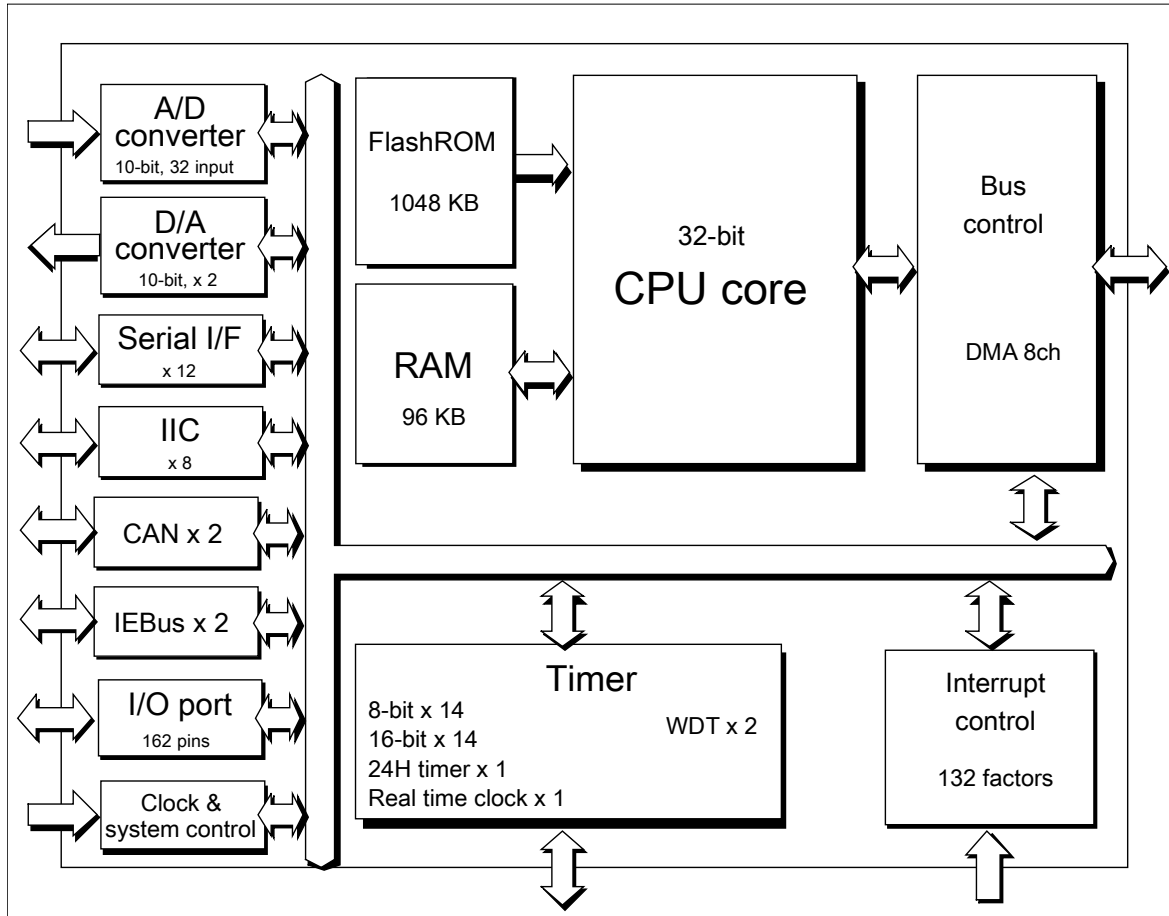 A/D
converter
10-bit, 32 input
D/A
converter
10-bit, x 2
Serial I/F
x 12
IIC
x 8
CAN x 2
IEBus x 2
I/O port
162 pins
Clock &
system control
FlashROM
1048 KB
RAM
96 KB
32-bit
CPU core
Bus
control
DMA 8ch
Timer
8-bit x 14
16-bit x 14
24H timer x 1
Real time clock x 1
WDT x 2
Interrupt
control
132 factors